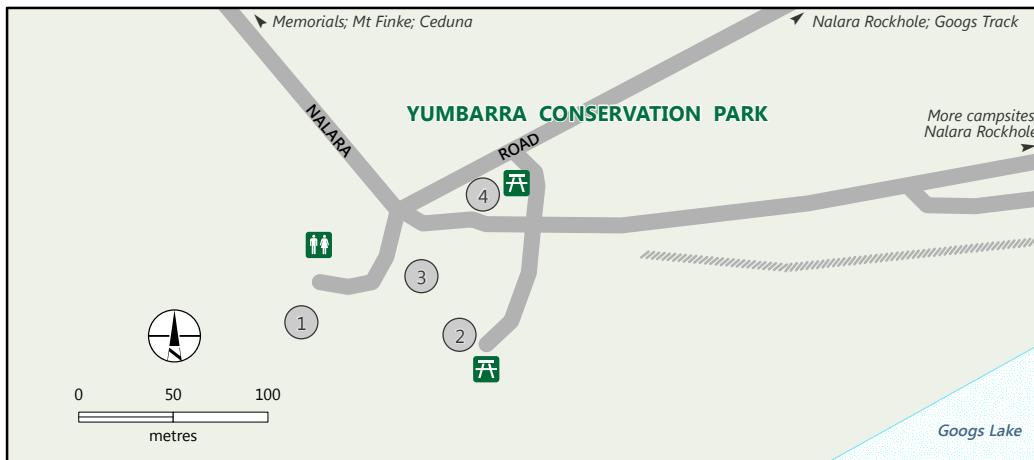 Memorials; Mt Finke; Ceduna
Nalara Rockhole; Googs Track
NALARA
YUMBARRA CONSERVATION PARK
ROAD
More campsites
Nalara Rockhole
4
3
1
2
N
0 50 100
metres
Googs Lake